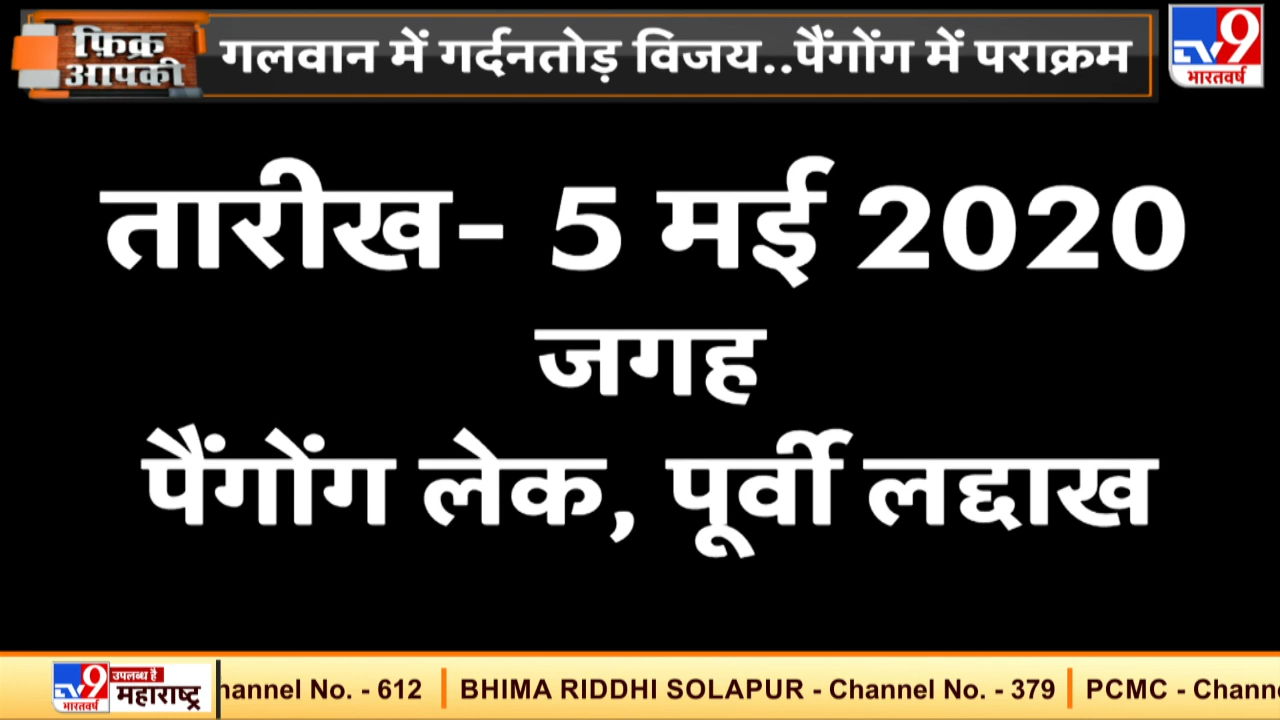 फ़िक्र आपकी
गलवान में गर्दनतोड़ विजय..पैंगोंग में पराक्रम
TV9
भारतवर्ष
तारीख- 5 मई 2020
जगह
पैंगोंग लेक, पूर्वी लद्दाख
TV9
भारतवर्ष
उपलब्ध है
महाराष्ट्र
hannel No. - 612 | BHIMA RIDDHI SOLAPUR - Channel No. - 379 | PCMC - Chann